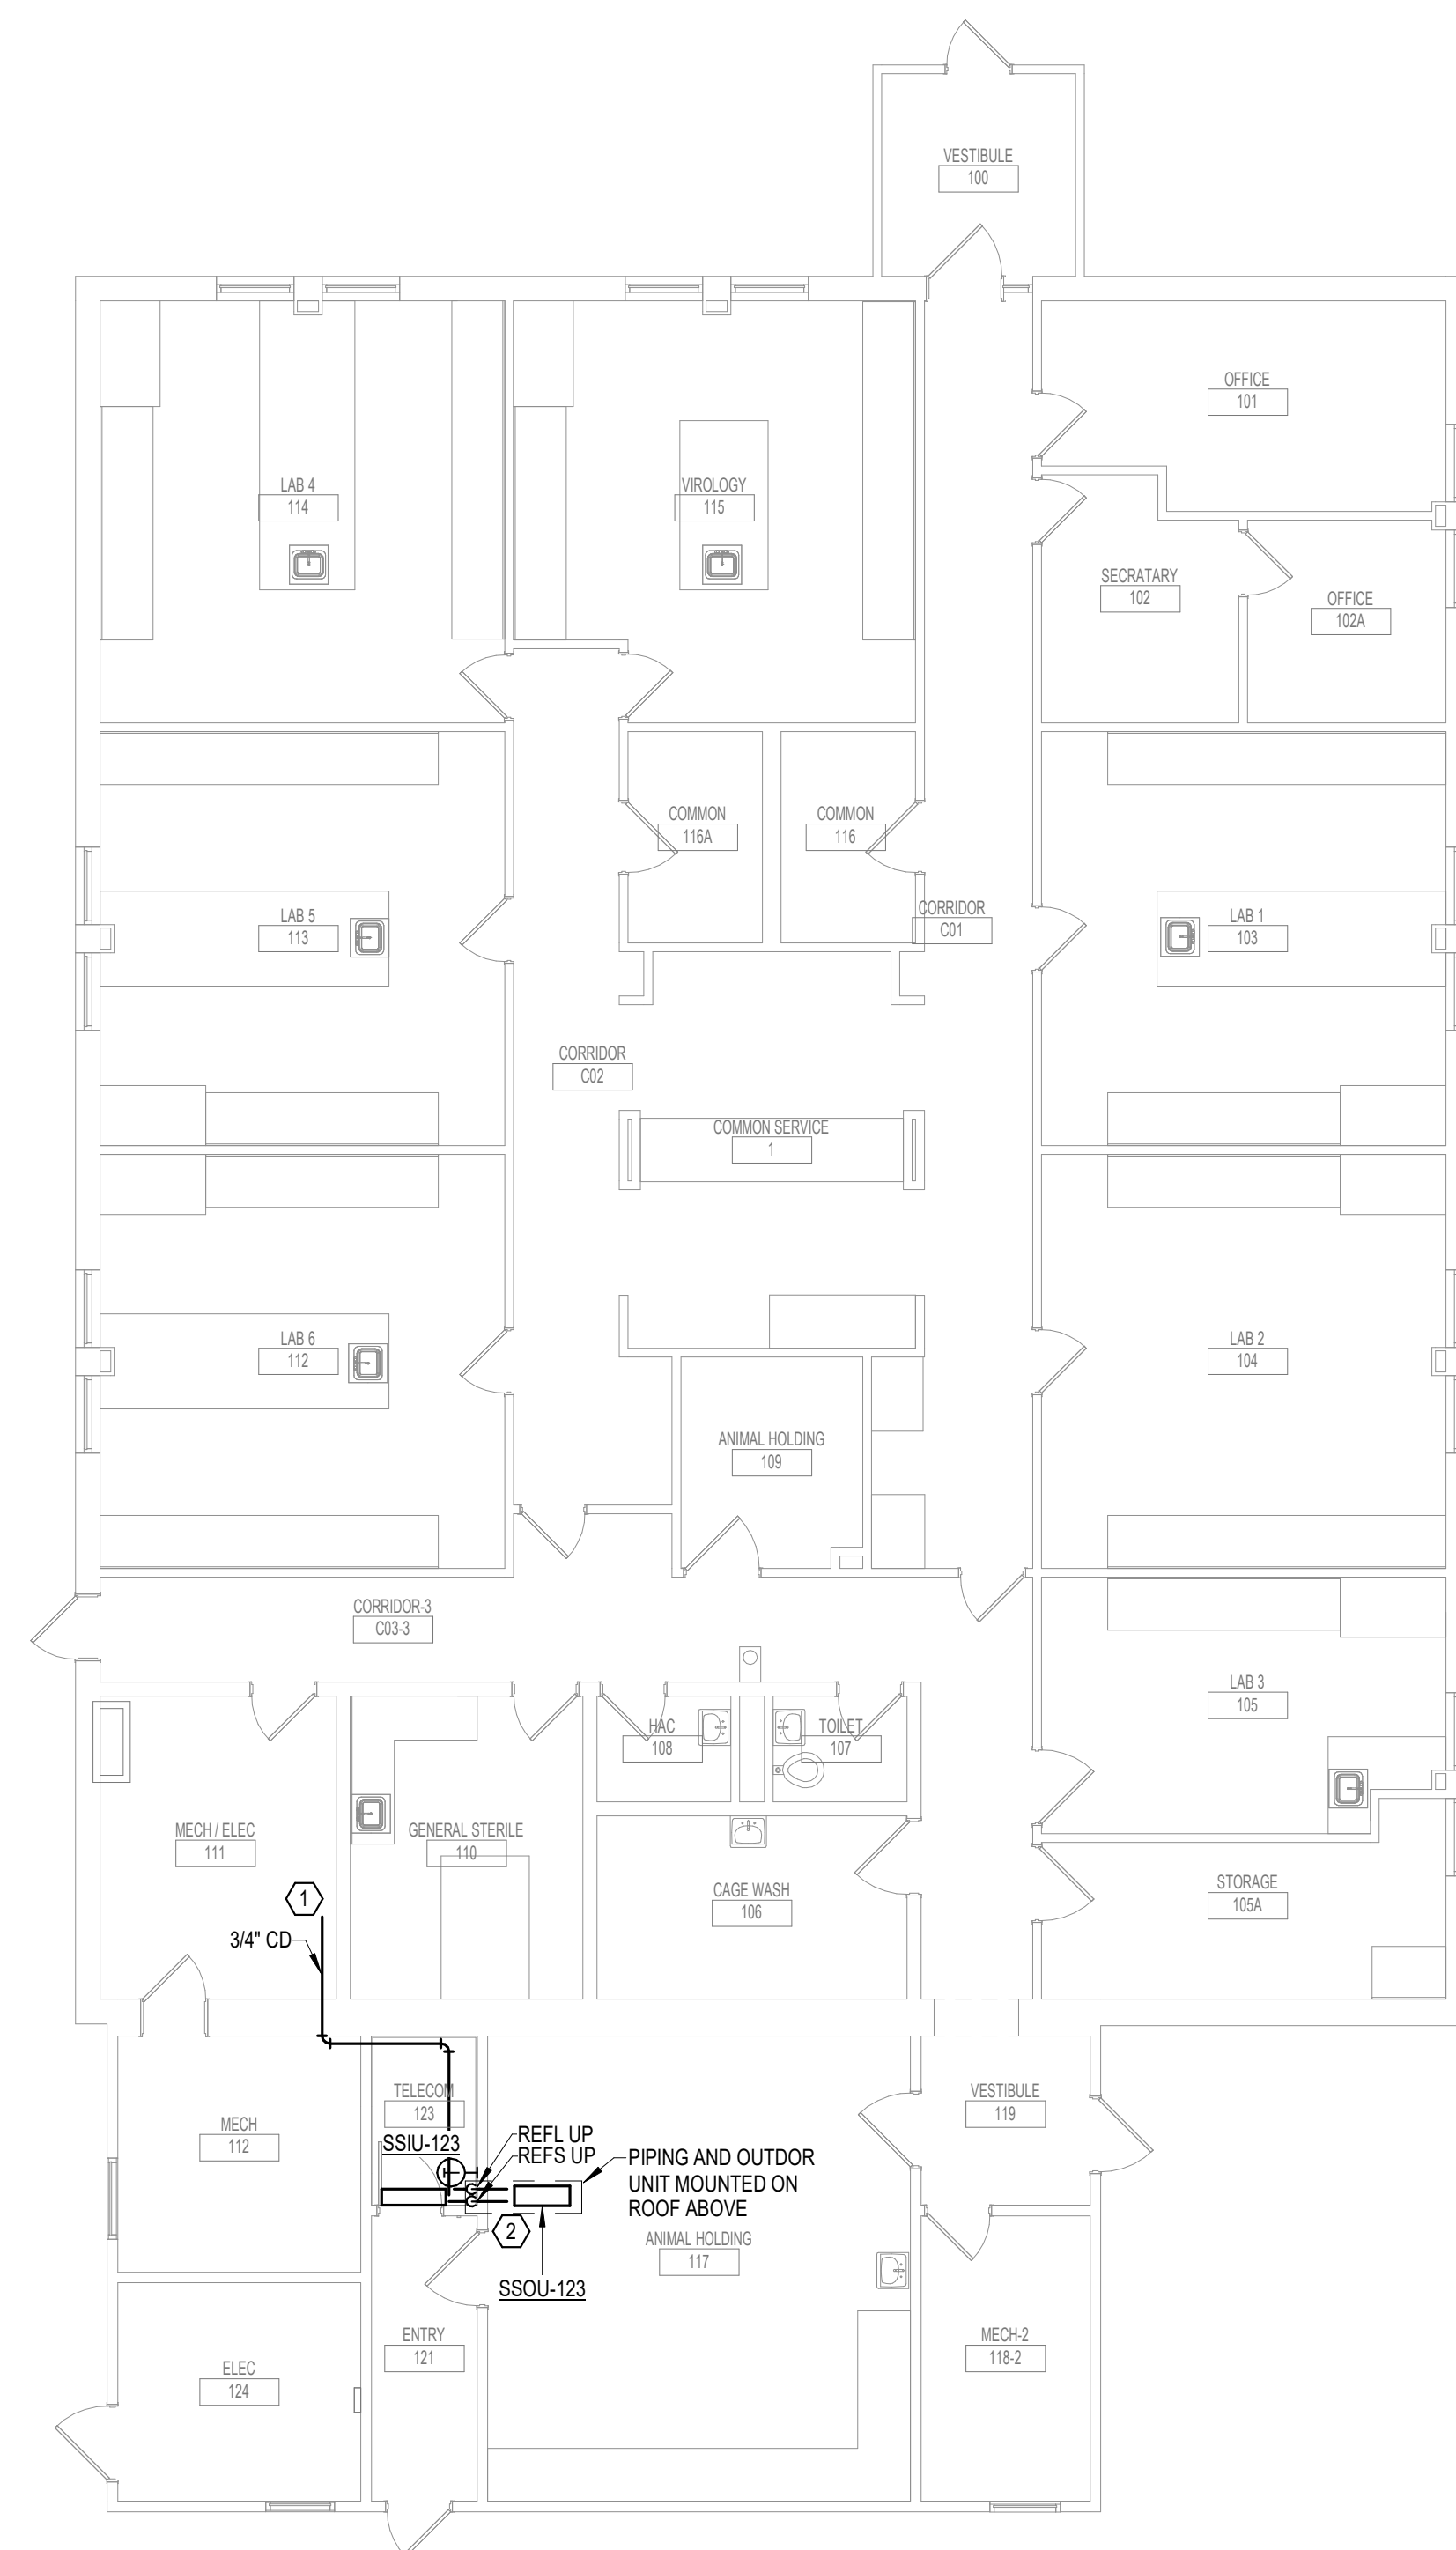 VESTIBULE
100
OFFICE
101
LAB 4
114
VIROLOGY
115
SECRATARY
102
OFFICE
102A
COMMON
116A
COMMON
116
CORRIDOR
C01
LAB 5
113
LAB 1
103
CORRIDOR
C02
COMMON SERVICE
1
LAB 6
112
LAB 2
104
ANIMAL HOLDING
109
CORRIDOR-3
C03-3
LAB 3
105
HAC
108
TOILET
107
MECH / ELEC
111
GENERAL STERILE
110
CAGE WASH
106
STORAGE
105A
1
3/4" CD
TELECOM
123
VESTIBULE
119
MECH
112
SSIU-123
REFL UP
REFS UP
PIPING AND OUTDOR
UNIT MOUNTED ON
ROOF ABOVE
2
ANIMAL HOLDING
117
SSOU-123
ENTRY
121
MECH-2
118-2
ELEC
124